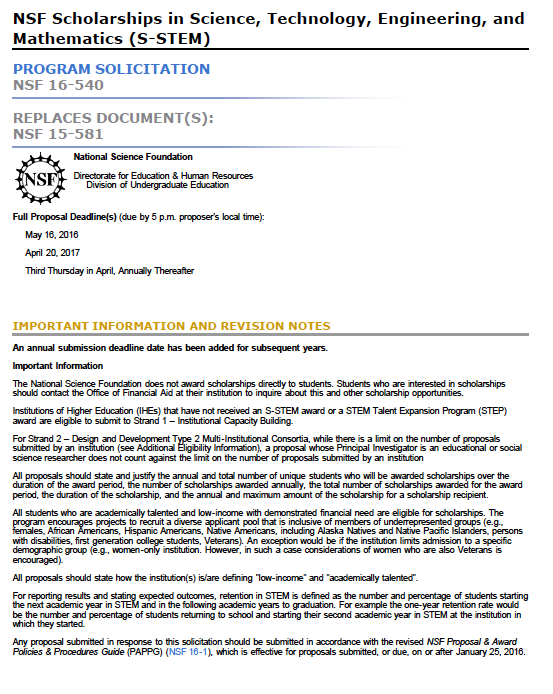 NSF Scholarships in Science, Technology, Engineering, and
Mathematics (S-STEM)
PROGRAM SOLICITATION
NSF 16-540
REPLACES DOCUMENT(S):
NSF 15-581
NSF
National Science Foundation
Directorate for Education & Human Resources
Division of Undergraduate Education
Full Proposal Deadline(s) (due by 5 p.m. proposer's local time):
May 16, 2016
April 20, 2017
Third Thursday in April, Annually Thereafter
IMPORTANT INFORMATION AND REVISION NOTES
An annual submission deadline date has been added for subsequent years.
Important Information
The National Science Foundation does not award scholarships directly to students. Students who are interested in scholarships
should contact the Office of Financial Aid at their institution to inquire about this and other scholarship opportunities.
Institutions of Higher Education (IHEs) that have not received an S-STEM award or a STEM Talent Expansion Program (STEP)
award are eligible to submit to Strand 1 – Institutional Capacity Building.
For Strand 2 – Design and Development Type 2 Multi-Institutional Consortia, while there is a limit on the number of proposals
submitted by an institution (see Additional Eligibility Information), a proposal whose Principal Investigator is an educational or social
science researcher does not count against the limit on the number of proposals submitted by an institution
All proposals should state and justify the annual and total number of unique students who will be awarded scholarships over the
duration of the award period, the number of scholarships awarded annually, the total number of scholarships awarded for the award
period, the duration of the scholarship, and the annual and maximum amount of the scholarship for a scholarship recipient.
All students who are academically talented and low-income with demonstrated financial need are eligible for scholarships. The
program encourages projects to recruit a diverse applicant pool that is inclusive of members of underrepresented groups (e.g.,
females, African Americans, Hispanic Americans, Native Americans, including Alaska Natives and Native Pacific Islanders, persons
with disabilities, first generation college students, Veterans). An exception would be if the institution limits admission to a specific
demographic group (e.g., women-only institution. However, in such a case considerations of women who are also Veterans is
encouraged).
All proposals should state how the institution(s) is/are defining "low-income" and "academically talented".
For reporting results and stating expected outcomes, retention in STEM is defined as the number and percentage of students starting
the next academic year in STEM and in the following academic years to graduation. For example the one-year retention rate would
be the number and percentage of students returning to school and starting their second academic year in STEM at the institution in
which they started.
Any proposal submitted in response to this solicitation should be submitted in accordance with the revised NSF Proposal & Award
Policies & Procedures Guide (PAPPG) (NSF 16-1), which is effective for proposals submitted, or due, on or after January 25, 2016.